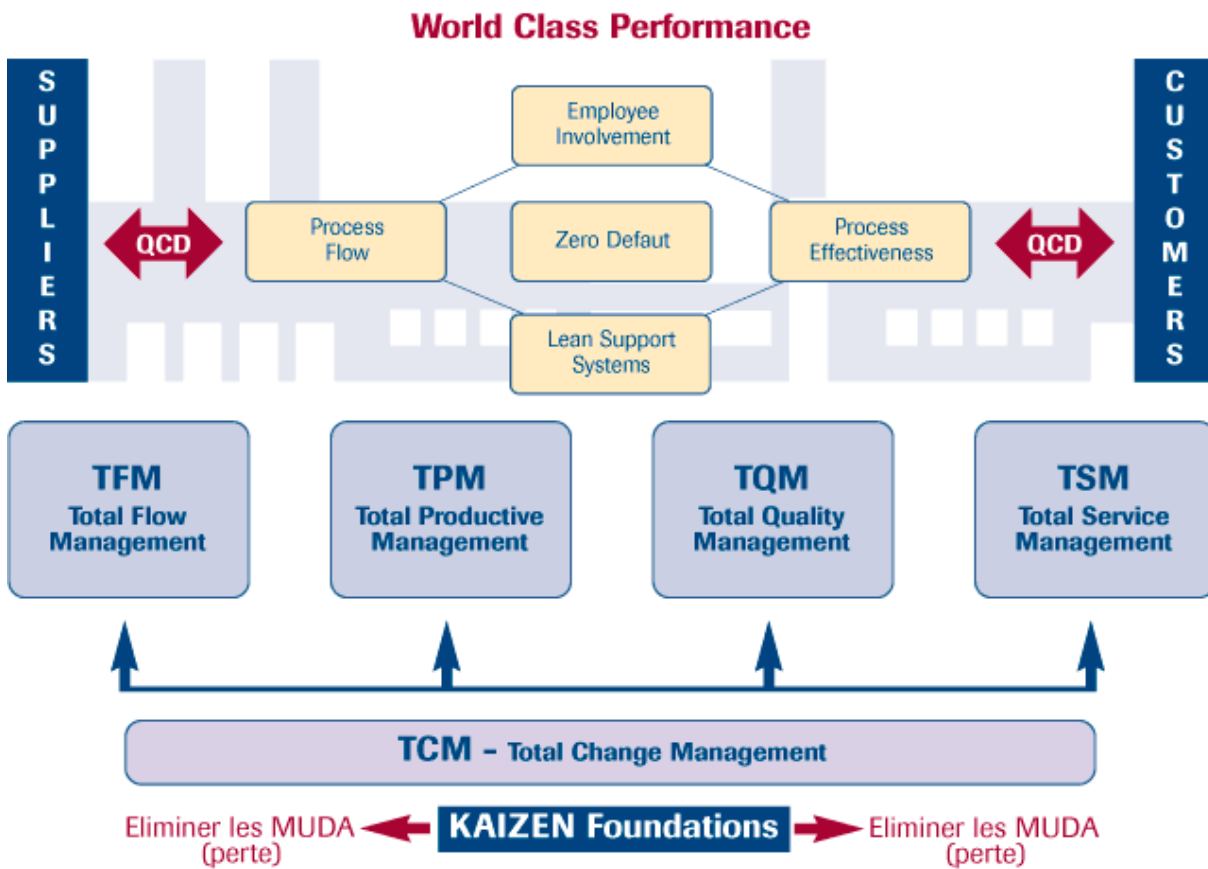 World Class Performance
SUPPLIERS
CUSTOMERS
Employee
Involvement
QCD
Process
Flow
Zero Defaut
Process
Effectiveness
QCD
Lean Support
Systems
TFM
Total Flow
Management
TPM
Total Productive
Management
TQM
Total Quality
Management
TSM
Total Service
Management
TCM - Total Change Management
Eliminer les MUDA
(perte)
KAIZEN Foundations
Eliminer les MUDA
(perte)